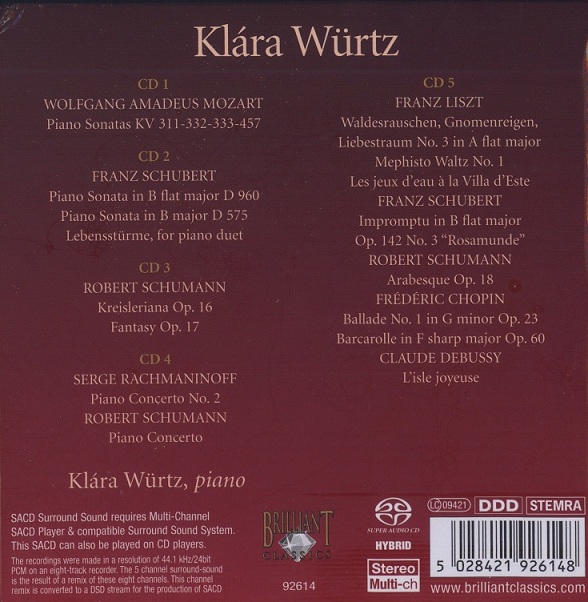 Klára Würtz
CD 1
WOLFGANG AMADEUS MOZART
Piano Sonatas KV 311-332-333-457
CD 2
FRANZ SCHUBERT
Piano Sonata in B flat major D 960
Piano Sonata in B major D 575
Lebensstürme, for piano duet
CD 3
ROBERT SCHUMANN
Kreisleriana Op. 16
Fantasy Op. 17
CD 4
SERGE RACHMANINOFF
Piano Concerto No. 2
ROBERT SCHUMANN
Piano Concerto
Klára Würtz, piano
CD 5
FRANZ LISZT
Waldesrauschen, Gnomenreigen,
Liebestraum No. 3 in A flat major
Mephisto Waltz No. 1
Les jeux d'eau à la Villa d'Este
FRANZ SCHUBERT
Impromptu in B flat major
Op. 142 No. 3 “Rosamunde”
ROBERT SCHUMANN
Arabesque Op. 18
FRÉDÉRIC CHOPIN
Ballade No. 1 in G minor Op. 23
Barcarolle in F sharp major Op. 60
CLAUDE DEBUSSY
L'isle joyeuse
SACD Surround Sound requires Multi-Channel
SACD Player & compatible Surround Sound System.
This SACD can also be played on CD players.
The recordings were made in a resolution of 44.1 kHz/24bit
PCM on an eight-track recorder. The 5 channel surround-sound
is the result of a remix of these eight channels. This channel
remix is converted to a DSD stream for the production of SACD
BRILLIANT
CLASSICS
92614
SUPER AUDIO CD
HYBRID
Stereo
Multi-ch
LC 09421
DDD
STEMRA
5 028421 926148
www.brilliantclassics.com